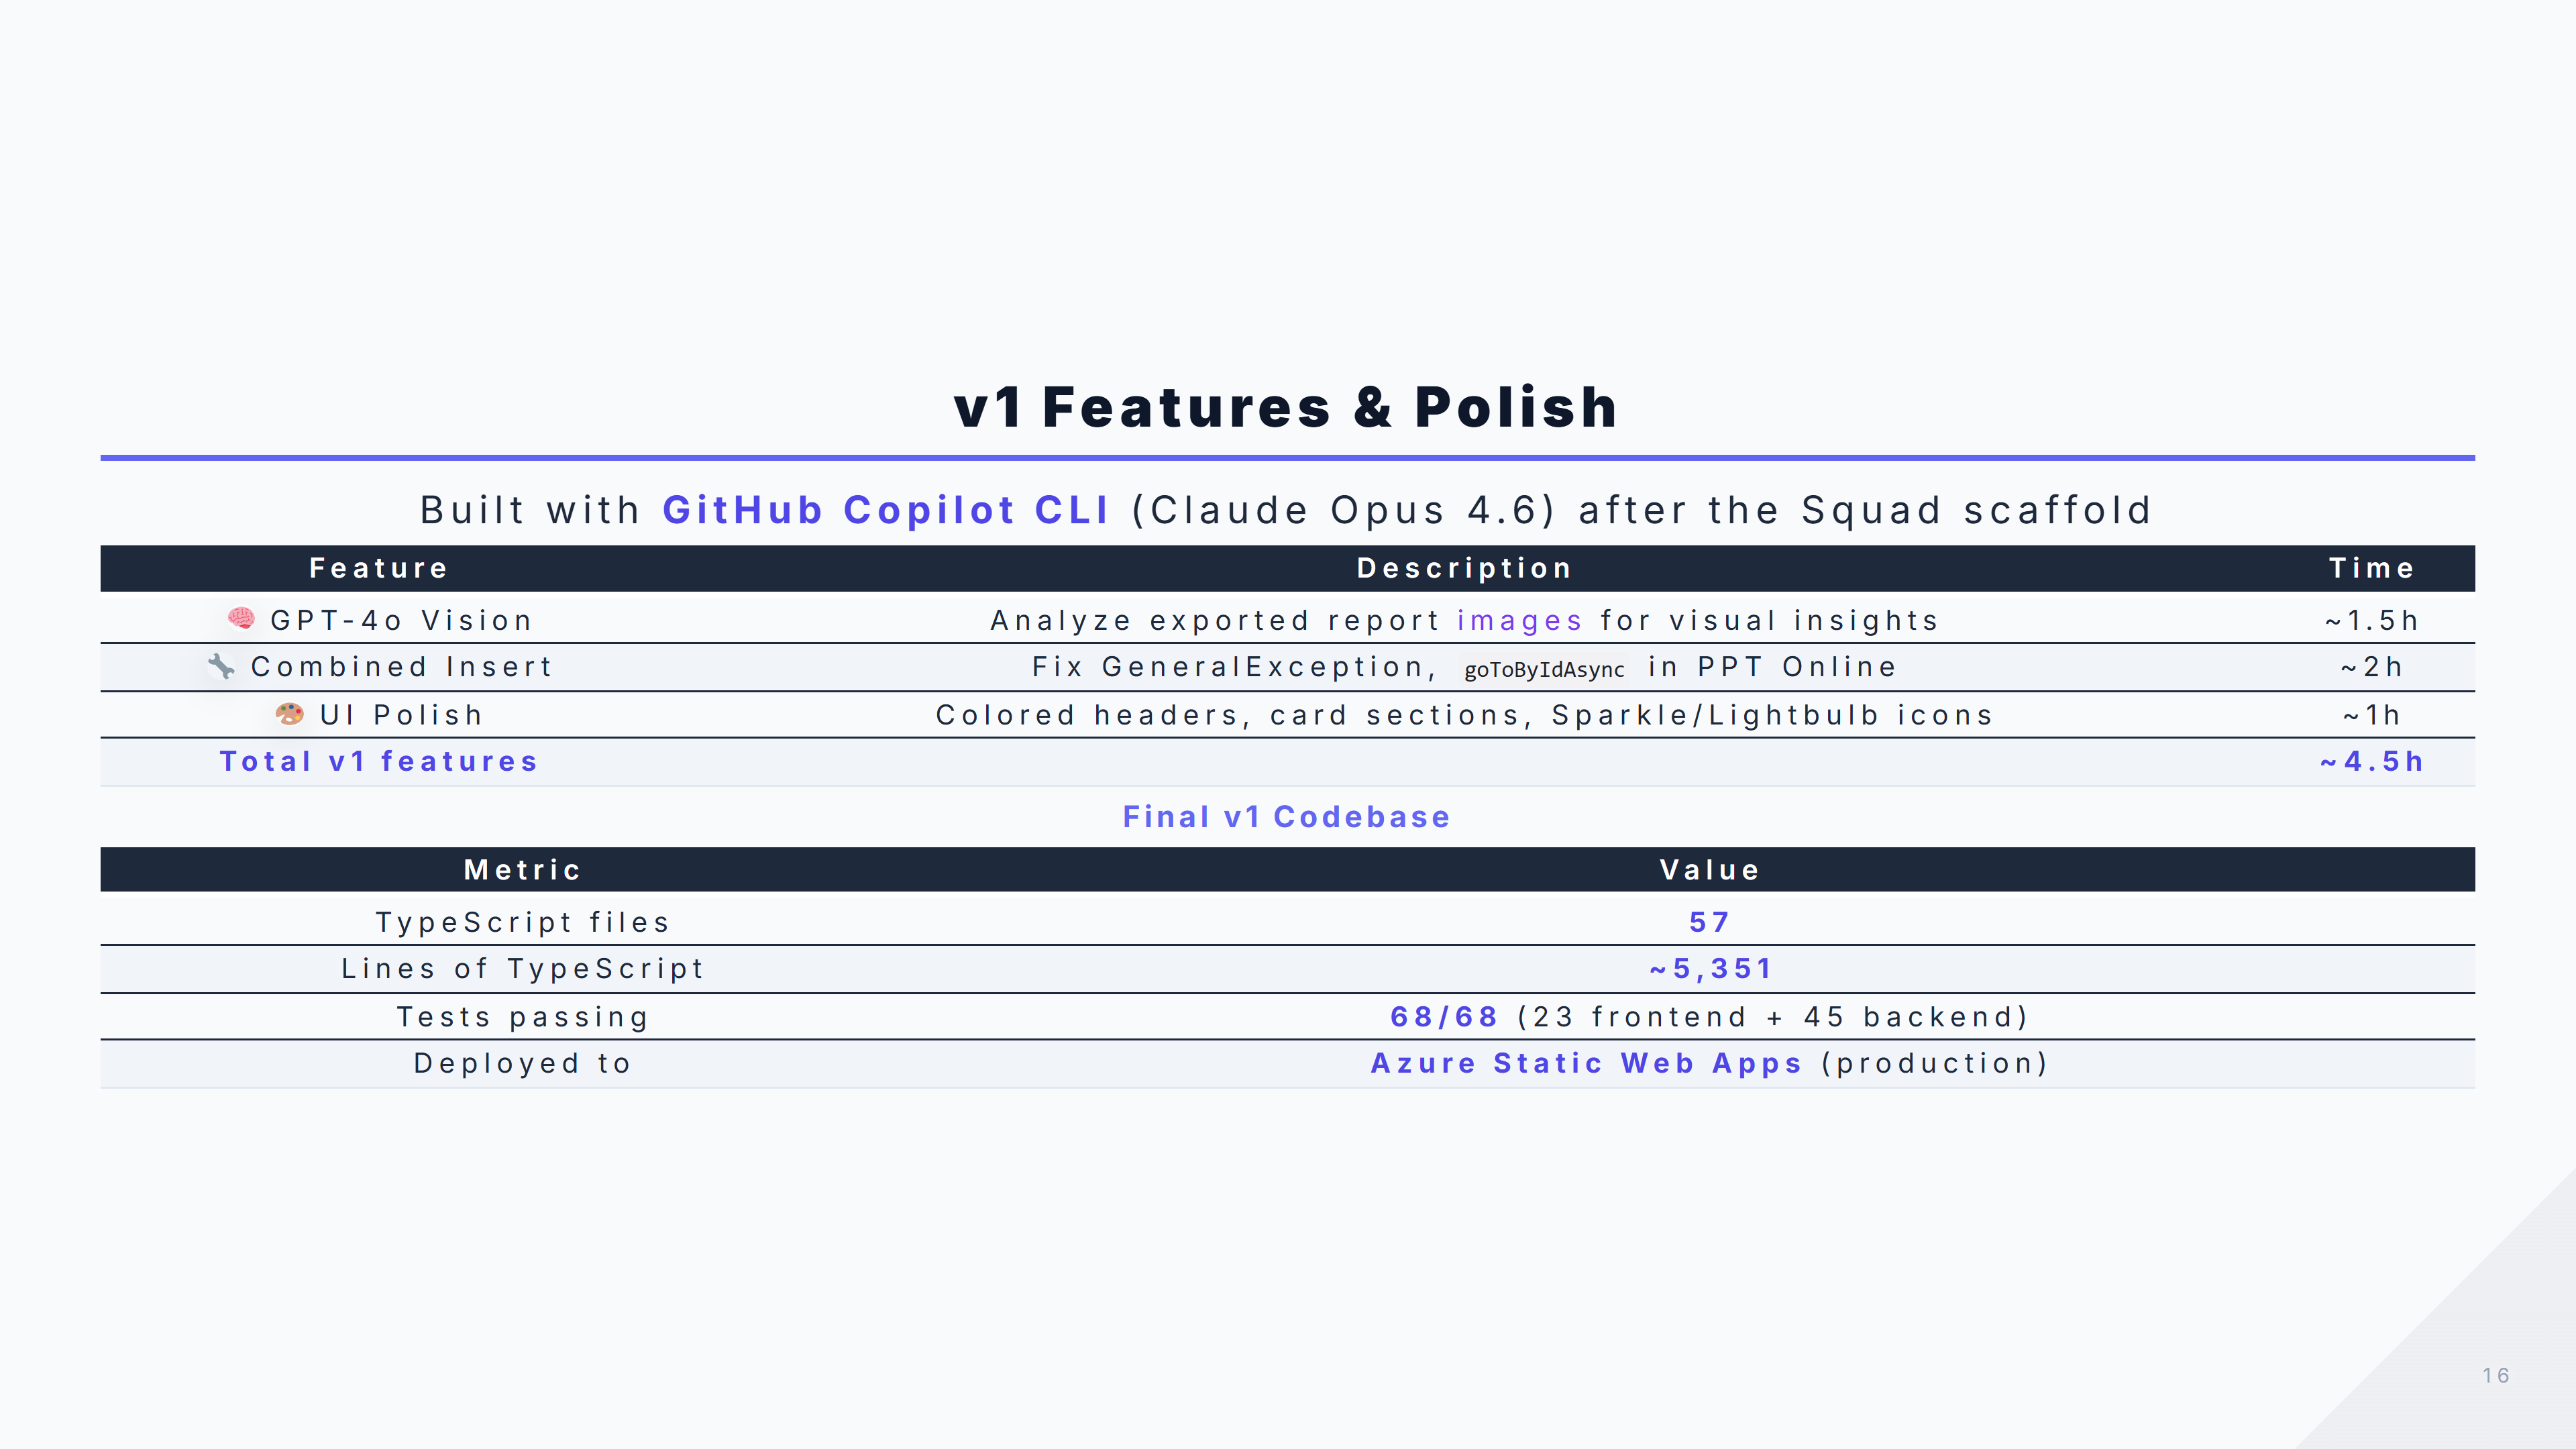 v1 Features & Polish
Built with GitHub Copilot CLI (Claude Opus 4.6) after the Squad scaffold
Feature Description Time
🧠 GPT-4o Vision Analyze exported report images for visual insights ~1.5h
🔧 Combined Insert Fix GeneralException, goToByIdAsync in PPT Online ~2h
🎨 UI Polish Colored headers, card sections, Sparkle/Lightbulb icons ~1h
Total v1 features ~4.5h
Final v1 Codebase
Metric Value
TypeScript files 57
Lines of TypeScript ~5,351
Tests passing 68/68 (23 frontend + 45 backend)
Deployed to Azure Static Web Apps (production)
16